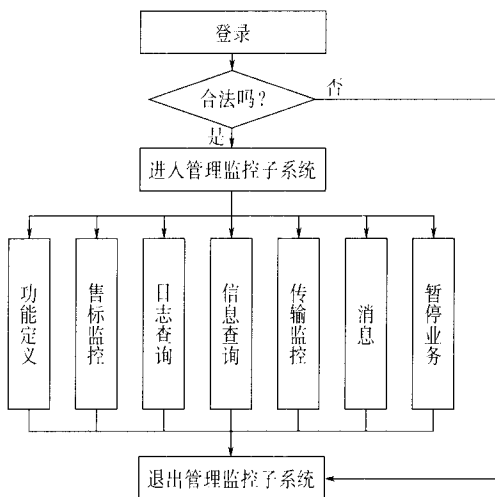 登录
合法吗?
否
是
进入管理监控子系统
功能定义
售标监控
日志查询
信息查询
传输监控
消息
暂停业务
退出管理监控子系统